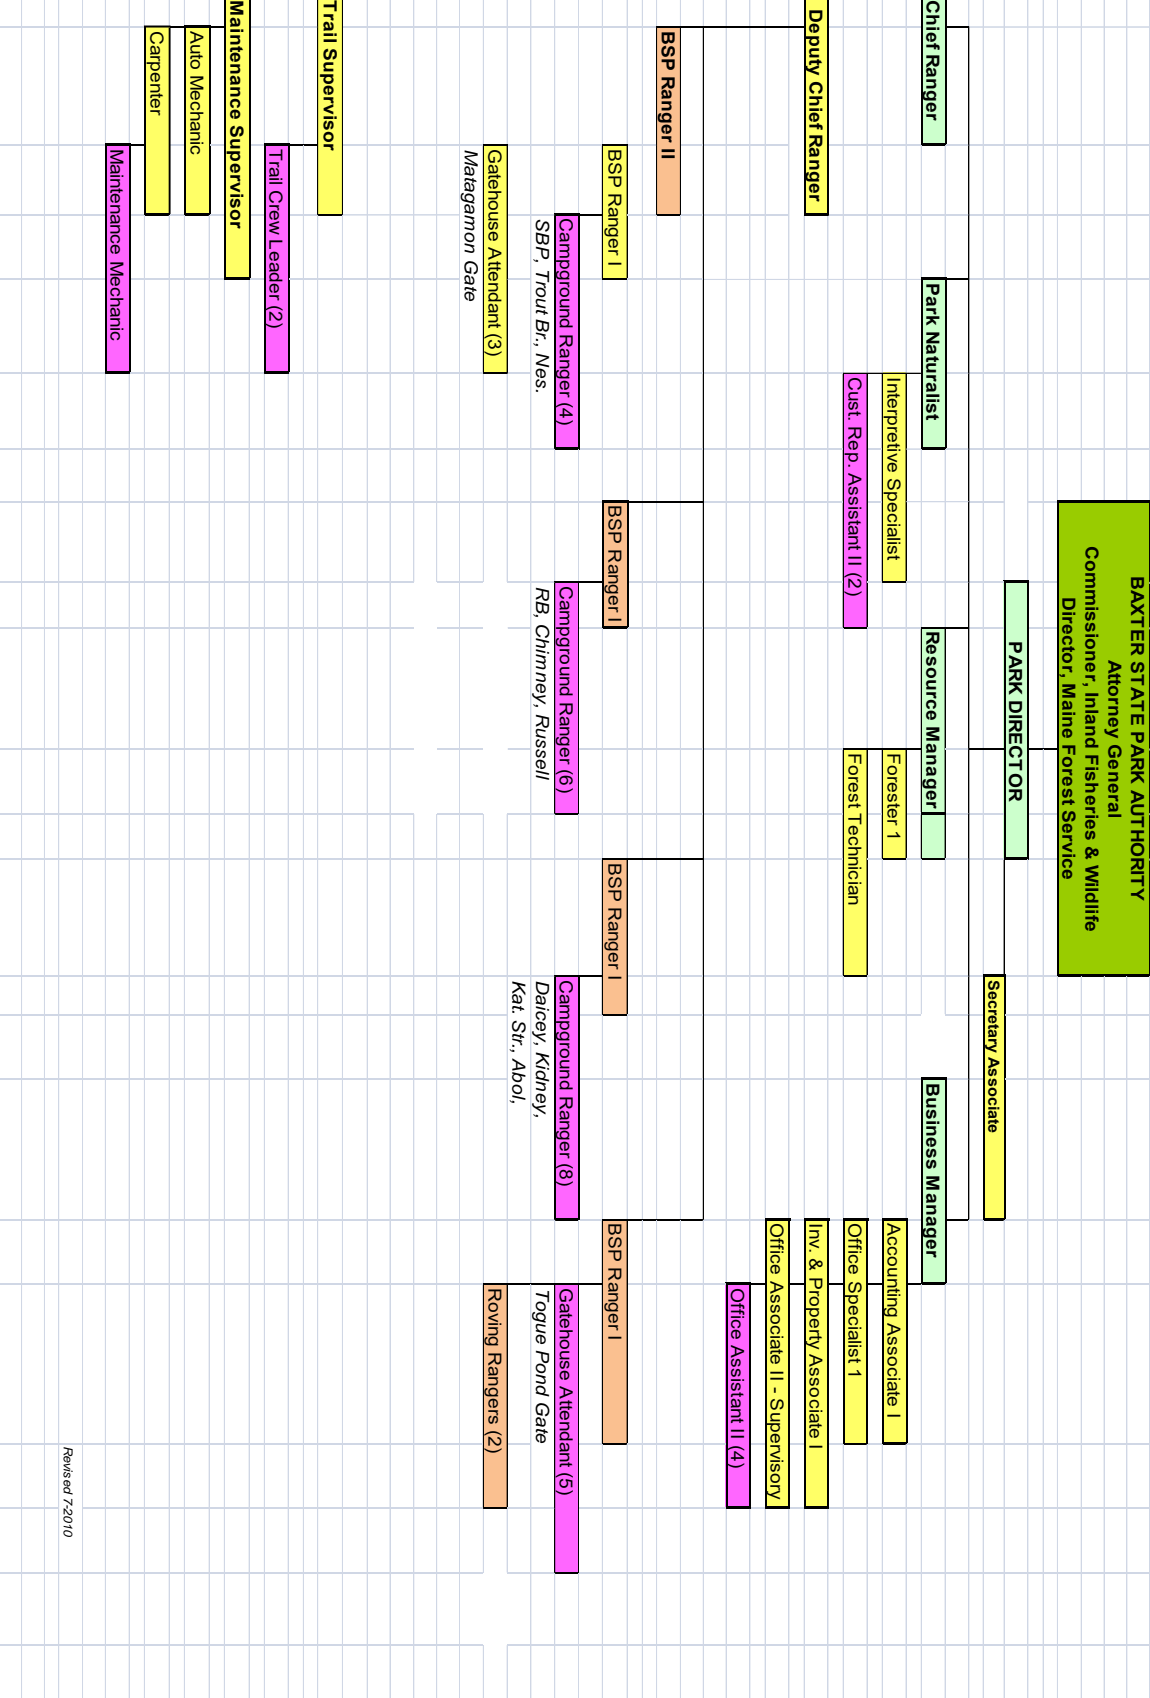 BAXTER STATE PARK AUTHORITY
Attorney General
Commissioner, Inland Fisheries & Wildlife
Director, Maine Forest Service
PARK DIRECTOR
Secretary Associate
Chief Ranger
Park Naturalist
Resource Manager
Business Manager
Interpretive Specialist
Forester 1
Accounting Associate I
Cust. Rep. Assistant II (2)
Forest Technician
Office Specialist 1
Deputy Chief Ranger
Inv. & Property Associate I
Office Associate II - Supervisory
Office Assistant II (4)
BSP Ranger II
BSP Ranger I
BSP Ranger I
BSP Ranger I
BSP Ranger I
Campground Ranger (4)
Campground Ranger (6)
Campground Ranger (8)
Gatehouse Attendant (5)
SBP, Trout Br., Nes.
RB, Chimney, Russell
Daicey, Kidney,
Togue Pond Gate
Kat. Str., Abol,
Gatehouse Attendant (3)
Roving Rangers (2)
Matagamon Gate
Trail Supervisor
Trail Crew Leader (2)
Maintenance Supervisor
Auto Mechanic
Carpenter
Maintenance Mechanic
Revised 7-2010